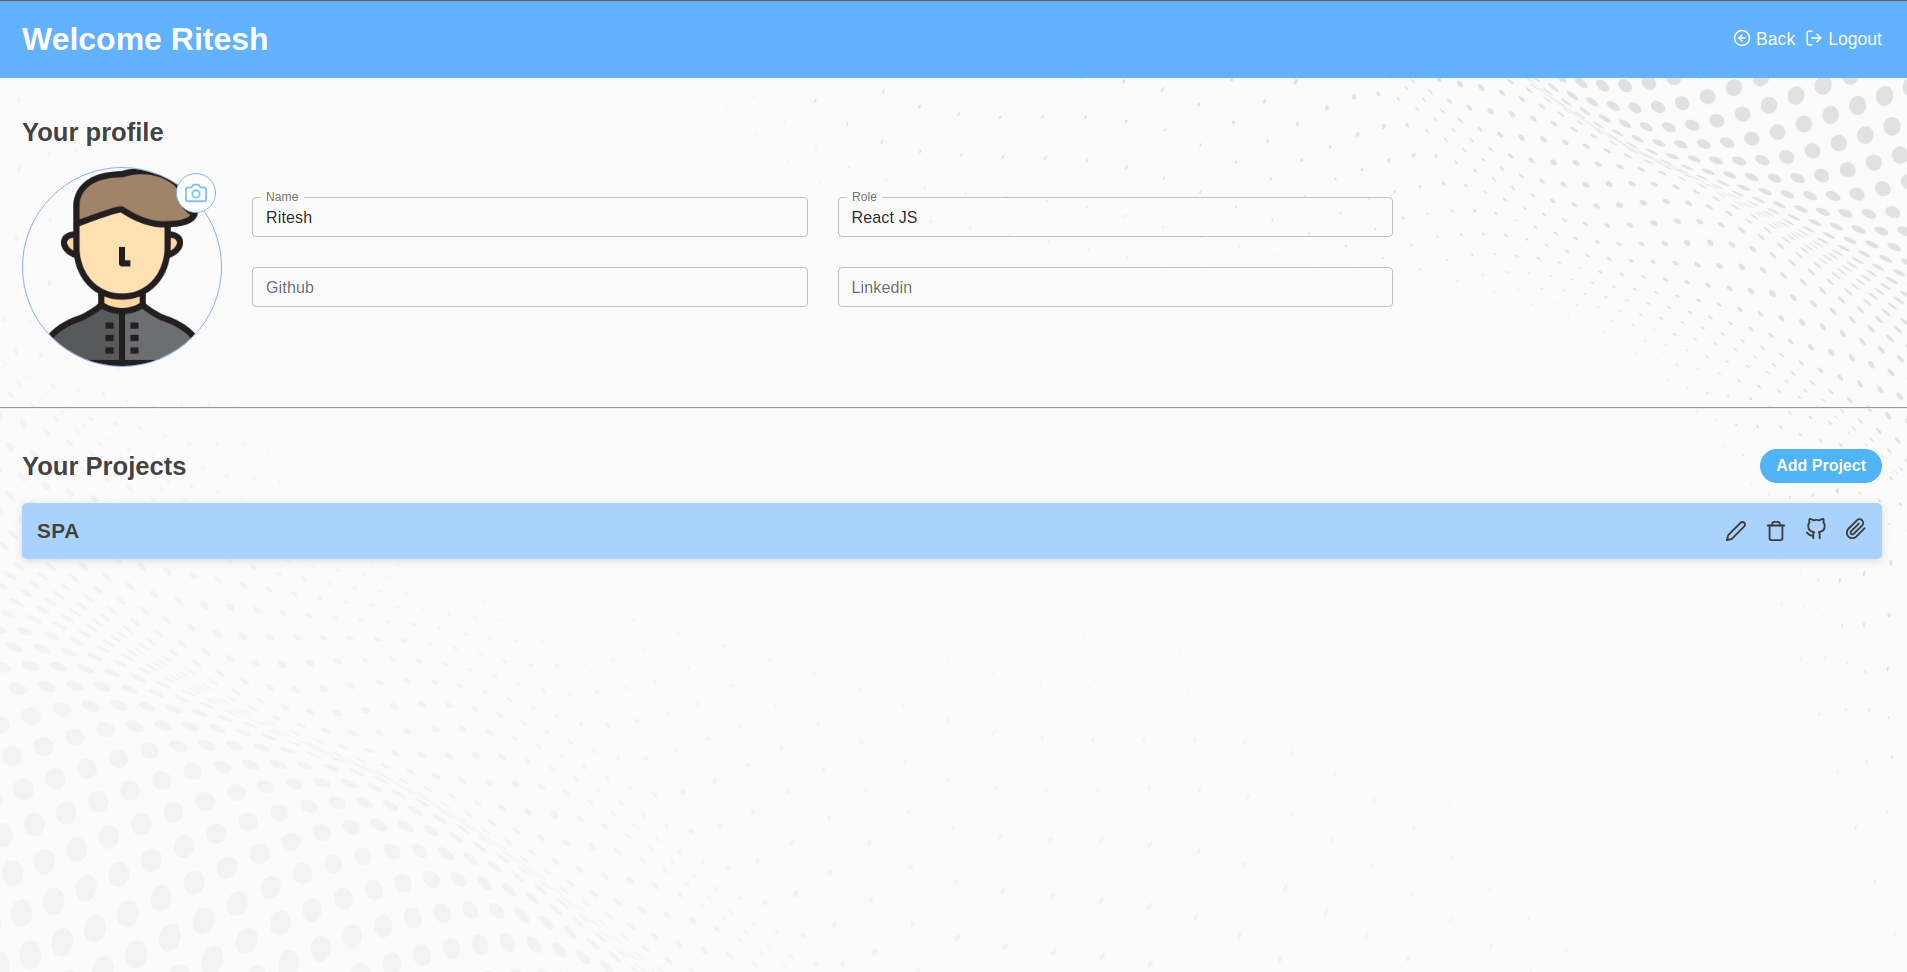 Welcome Ritesh
Back Logout
Your profile
Name
Ritesh
Role
React JS
Github
Linkedin
Your Projects
Add Project
SPA